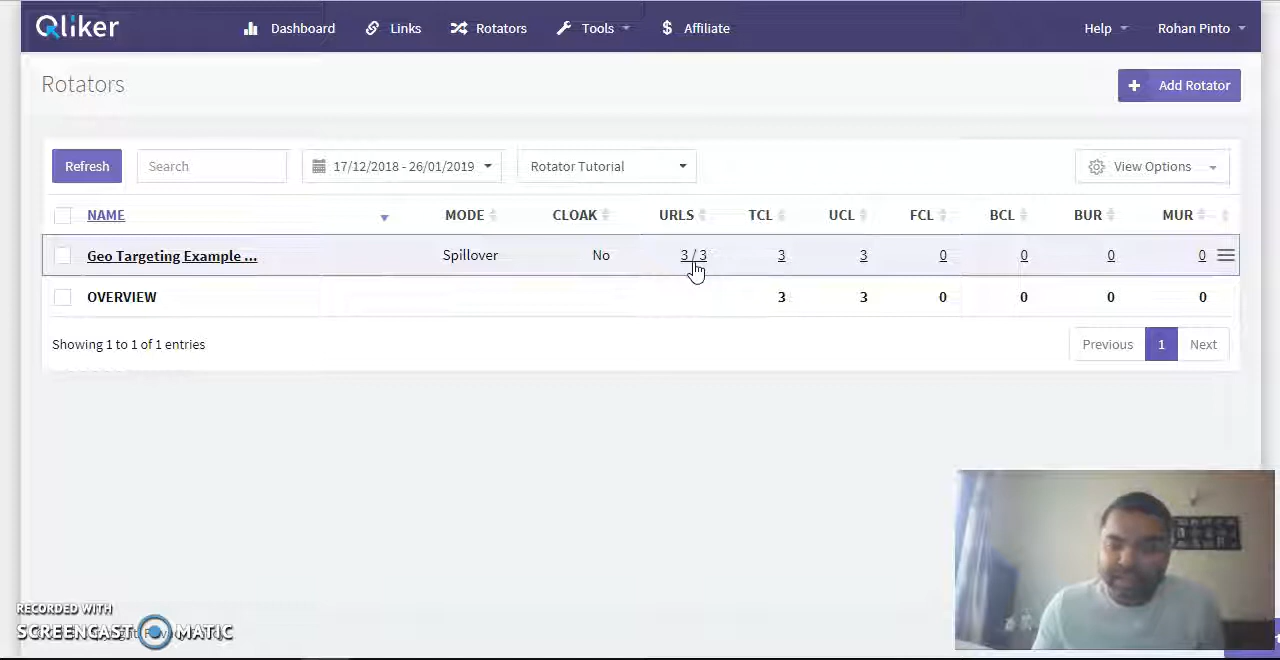 Qliker Dashboard Links Rotators Tools $ Affiliate Help Rohan Pinto
Rotators
+ Add Rotator
Refresh Search 17/12/2018 - 26/01/2019 Rotator Tutorial View Options
NAME MODE CLOAK URLS TCL UCL FCL BCL BUR MUR
Geo Targeting Example ... Spillover No 3 / 3 3 3 0 0 0 0
OVERVIEW 3 3 0 0 0 0
Showing 1 to 1 of 1 entries
Previous 1 Next
RECORDED WITH
SCREENCAST MATIC